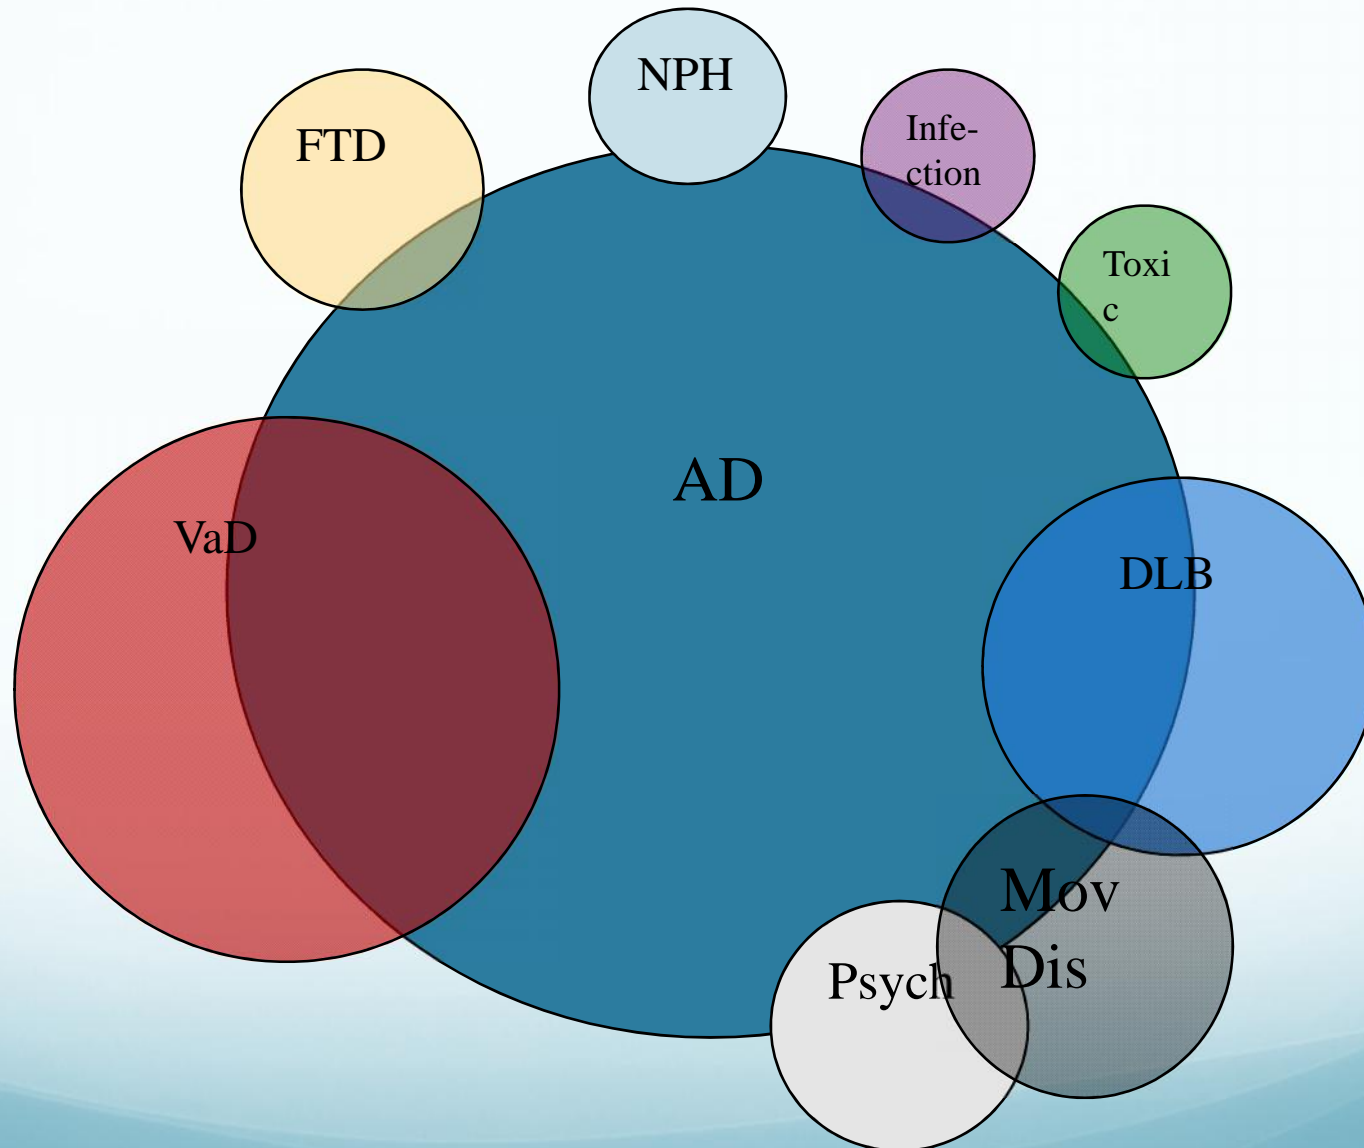 NPH
FTD
Infe-
ction
Toxi
c
AD
VaD
DLB
Mov
Dis
Psych